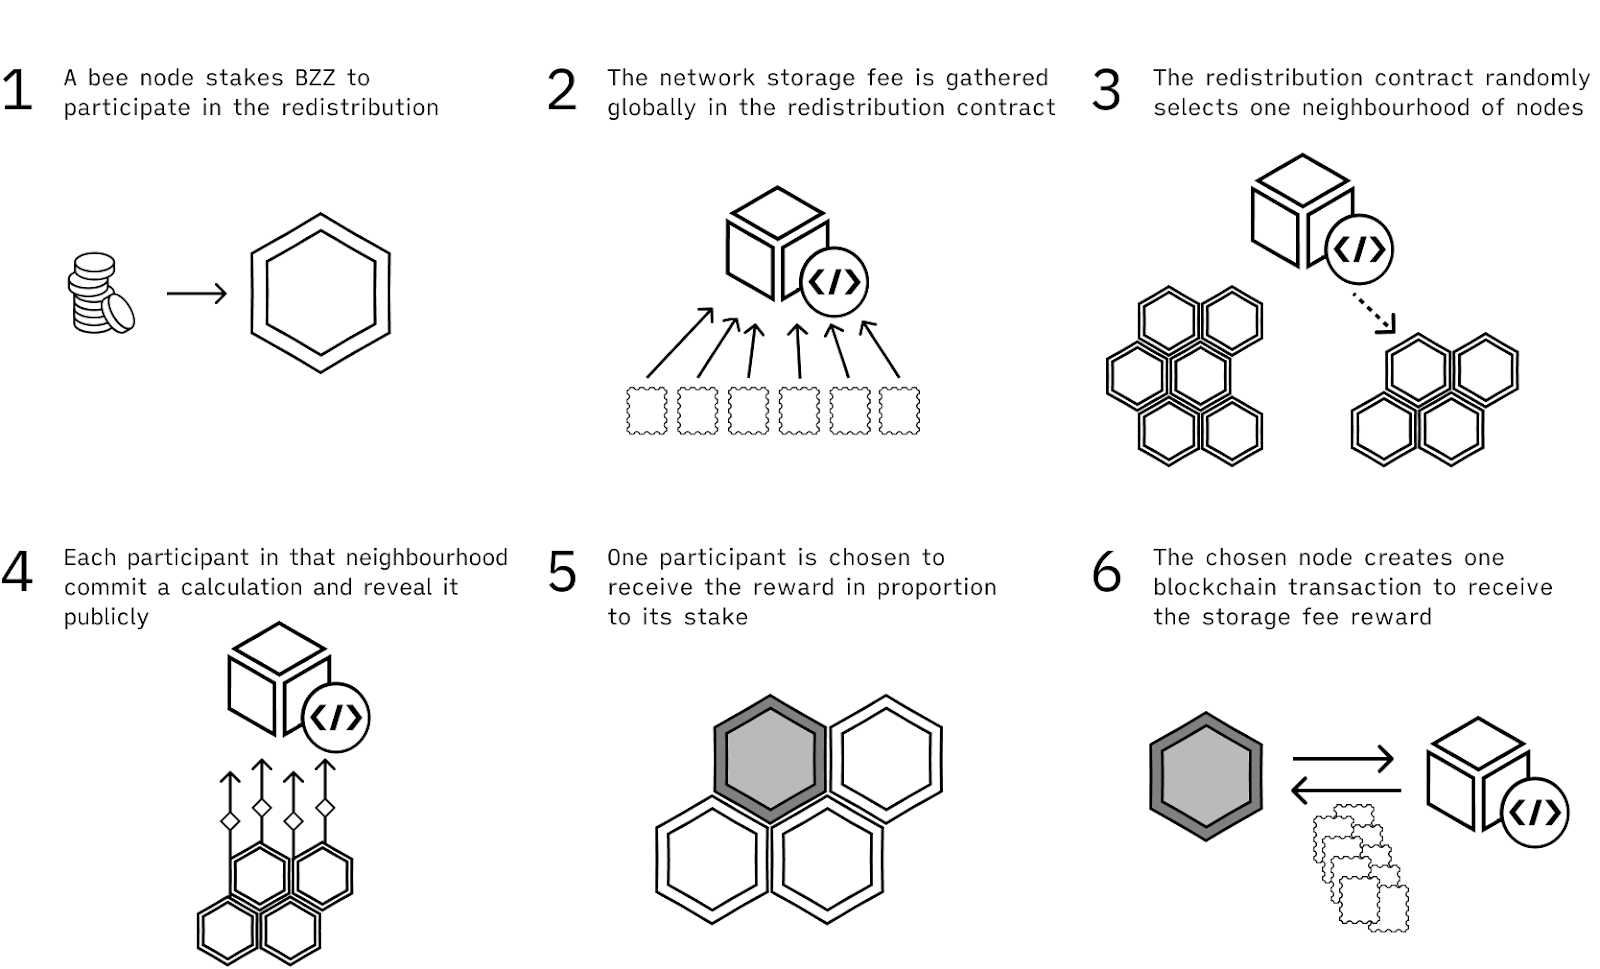 1
A bee node stakes BZZ to
participate in the redistribution
2
The network storage fee is gathered
globally in the redistribution contract
3
The redistribution contract randomly
selects one neighbourhood of nodes
</>
</>
4
Each participant in that neighbourhood
commit a calculation and reveal it
publicly
</>
5
One participant is chosen to
receive the reward in proportion
to its stake
6
The chosen node creates one
blockchain transaction to receive
the storage fee reward
</>